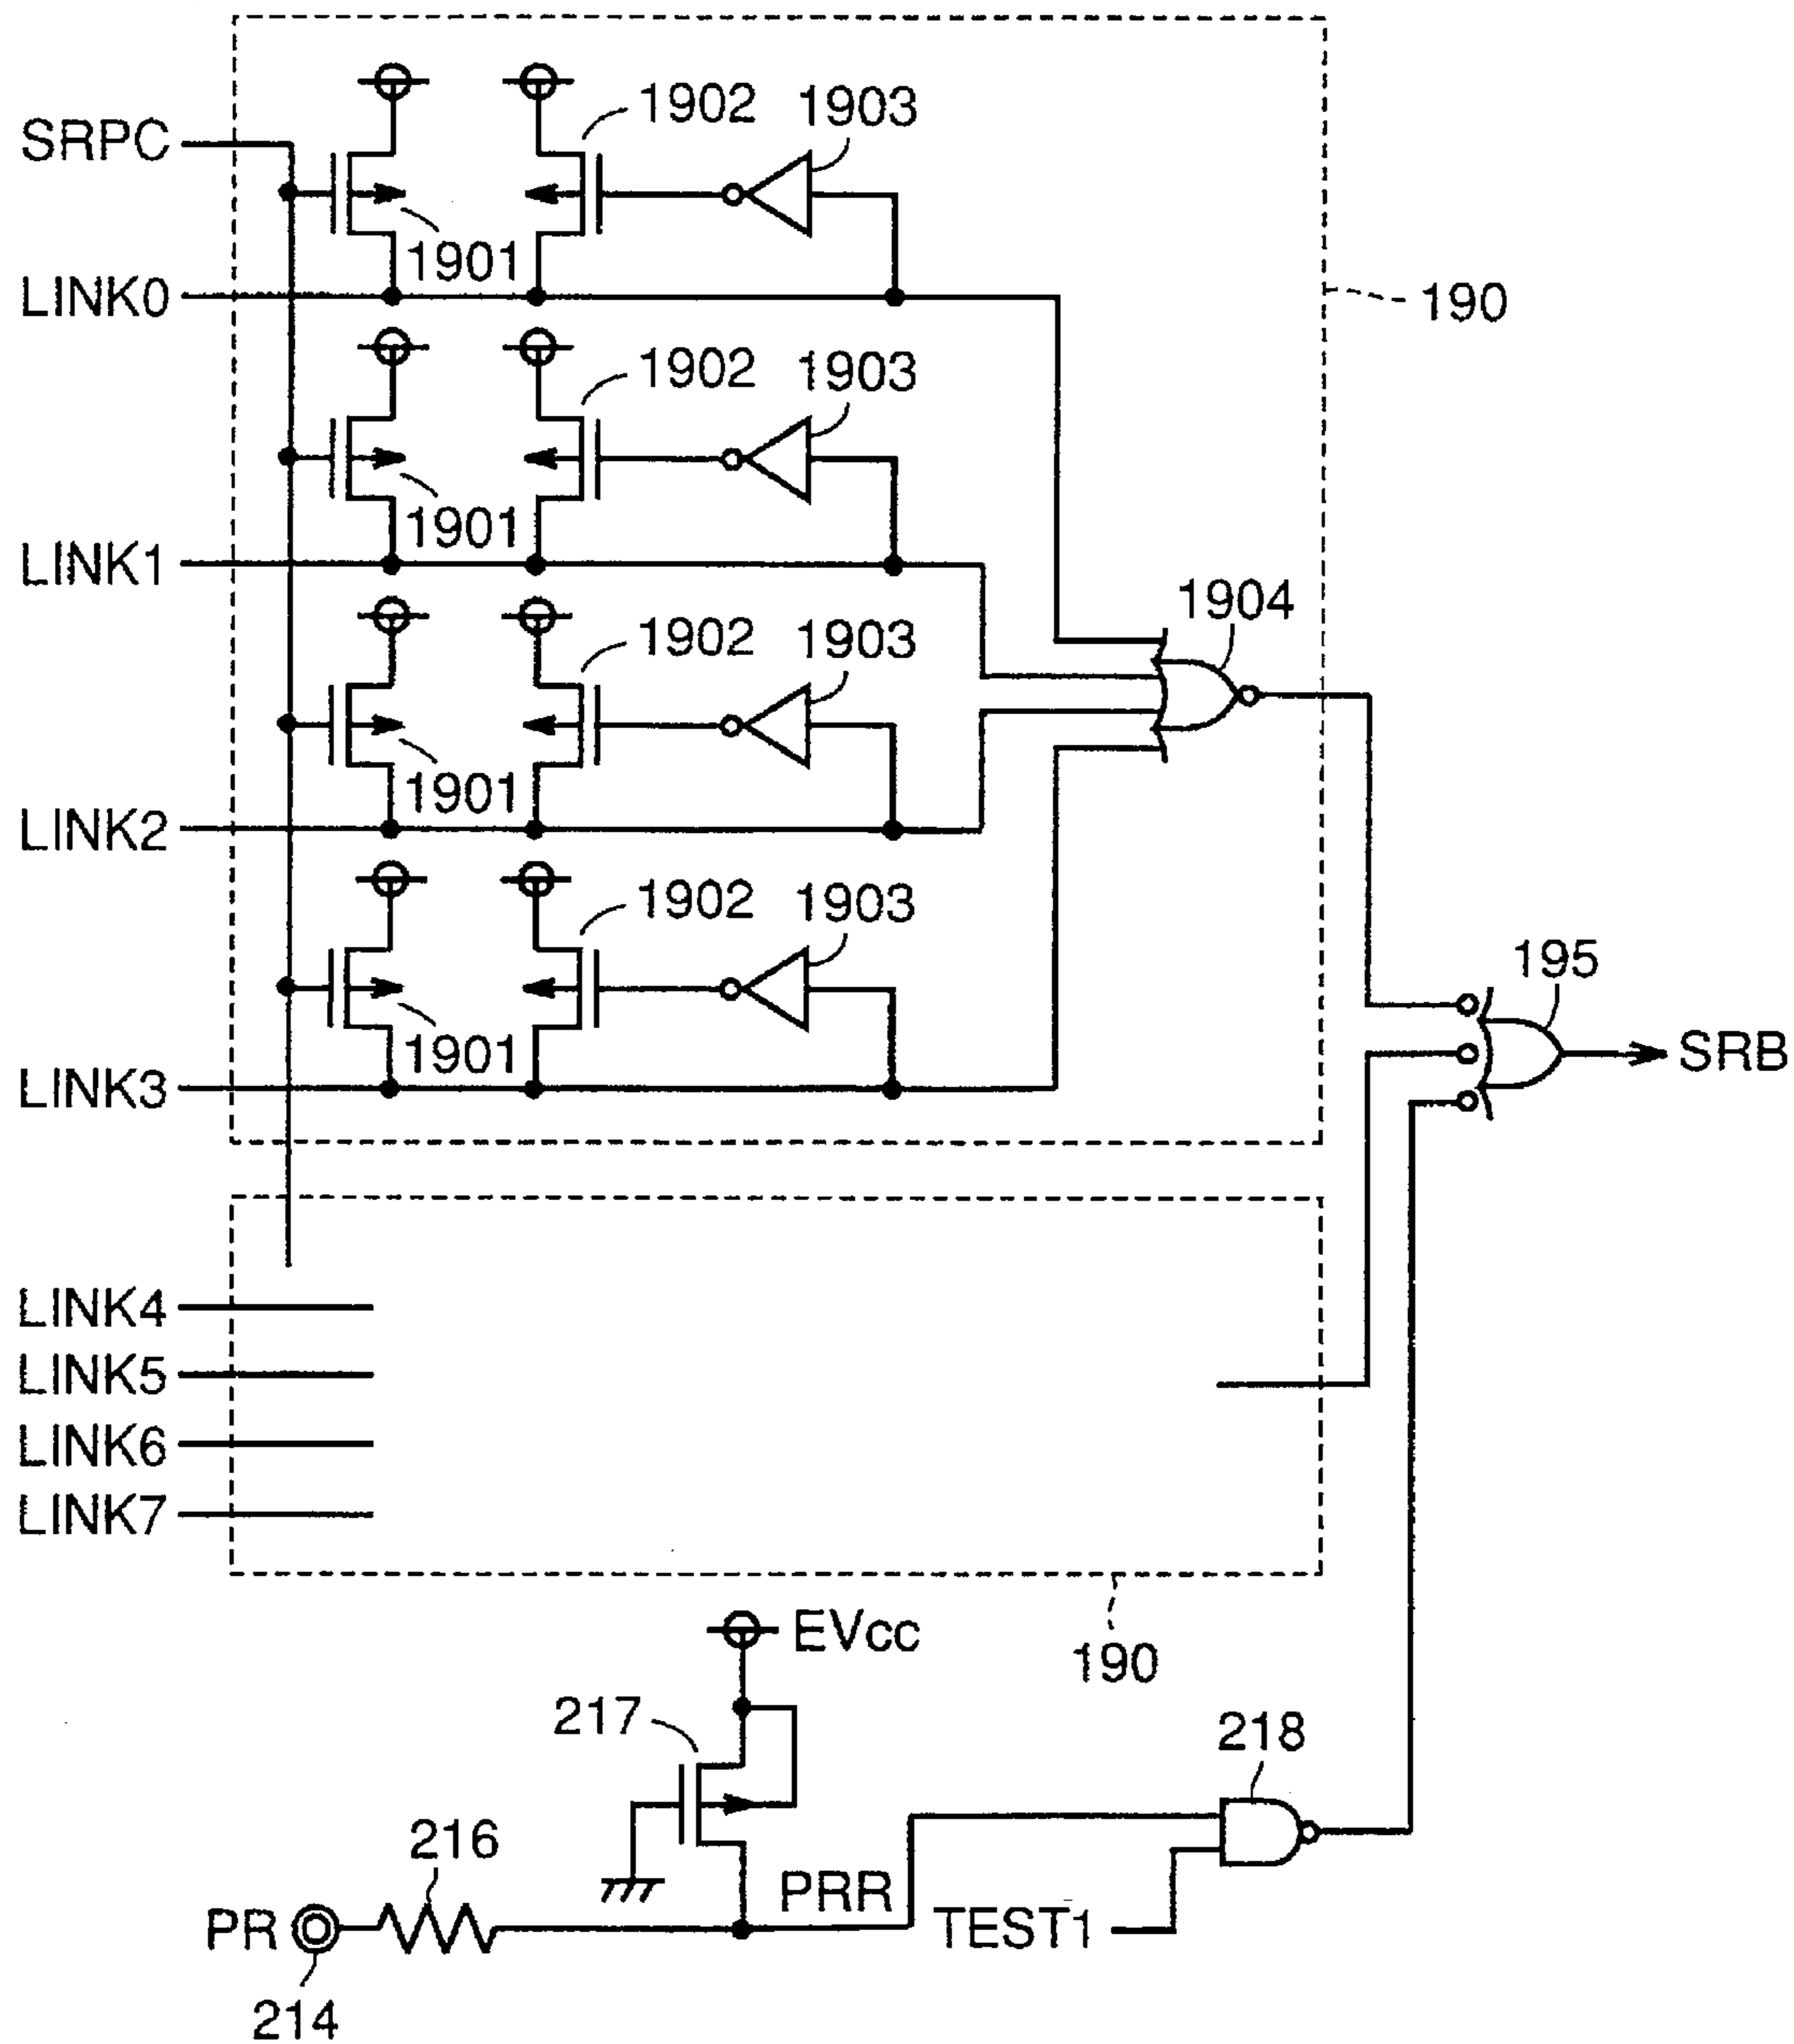 1902
1903
SRPC
1901
LINK0
190
1902
1903
1901
LINK1
1904
1902
1903
1901
LINK2
1902
1903
195
1901
SRB
LINK3
LINK4
LINK5
LINK6
LINK7
EVcc
190
217
218
216
PRR
PR
TEST1
214